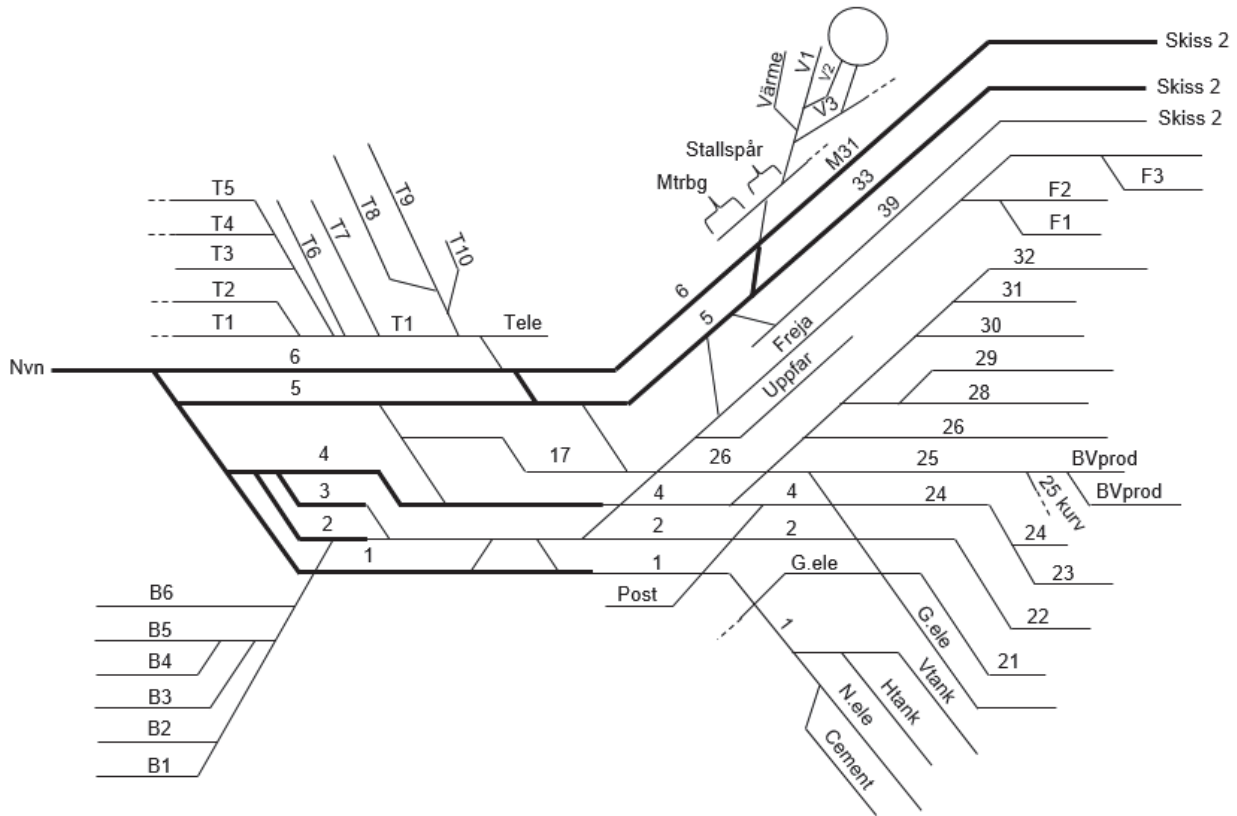 Skiss 2
Skiss 2
Skiss 2
Värme
V1
V2
V3
M31
Stallspår
Mtrbg
33
39
F3
F2
F1
T5
T4
T3
T2
T1
T6
T7
T8
T9
T10
T1
Tele
6
5
Freja
Uppfar
32
31
30
29
28
26
Nvn
6
5
4
3
2
1
17
26
25
BVprod
BVprod
25 kurv
4
4
24
24
23
2
2
22
1
G.ele
G.ele
21
Post
1
Vtank
Htank
N.ele
Cement
B6
B5
B4
B3
B2
B1